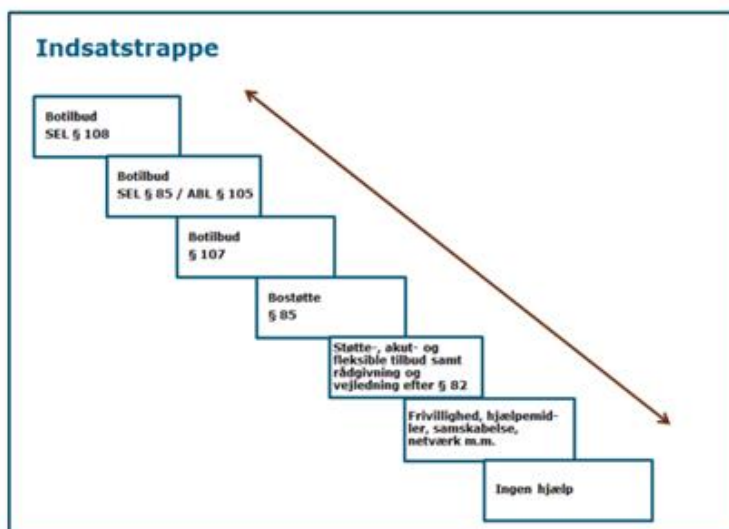 Indsatstrappe
Botilbud
SEL § 108
Botilbud
SEL § 85 / ABL § 105
Botilbud
§ 107
Bostøtte
§ 85
Støtte-, akut- og
fleksible tilbud samt
rådgivning og
vejledning efter § 82
Frivillighed, hjælpemid-
ler, samskabelse,
netværk m.m.
Ingen hjælp